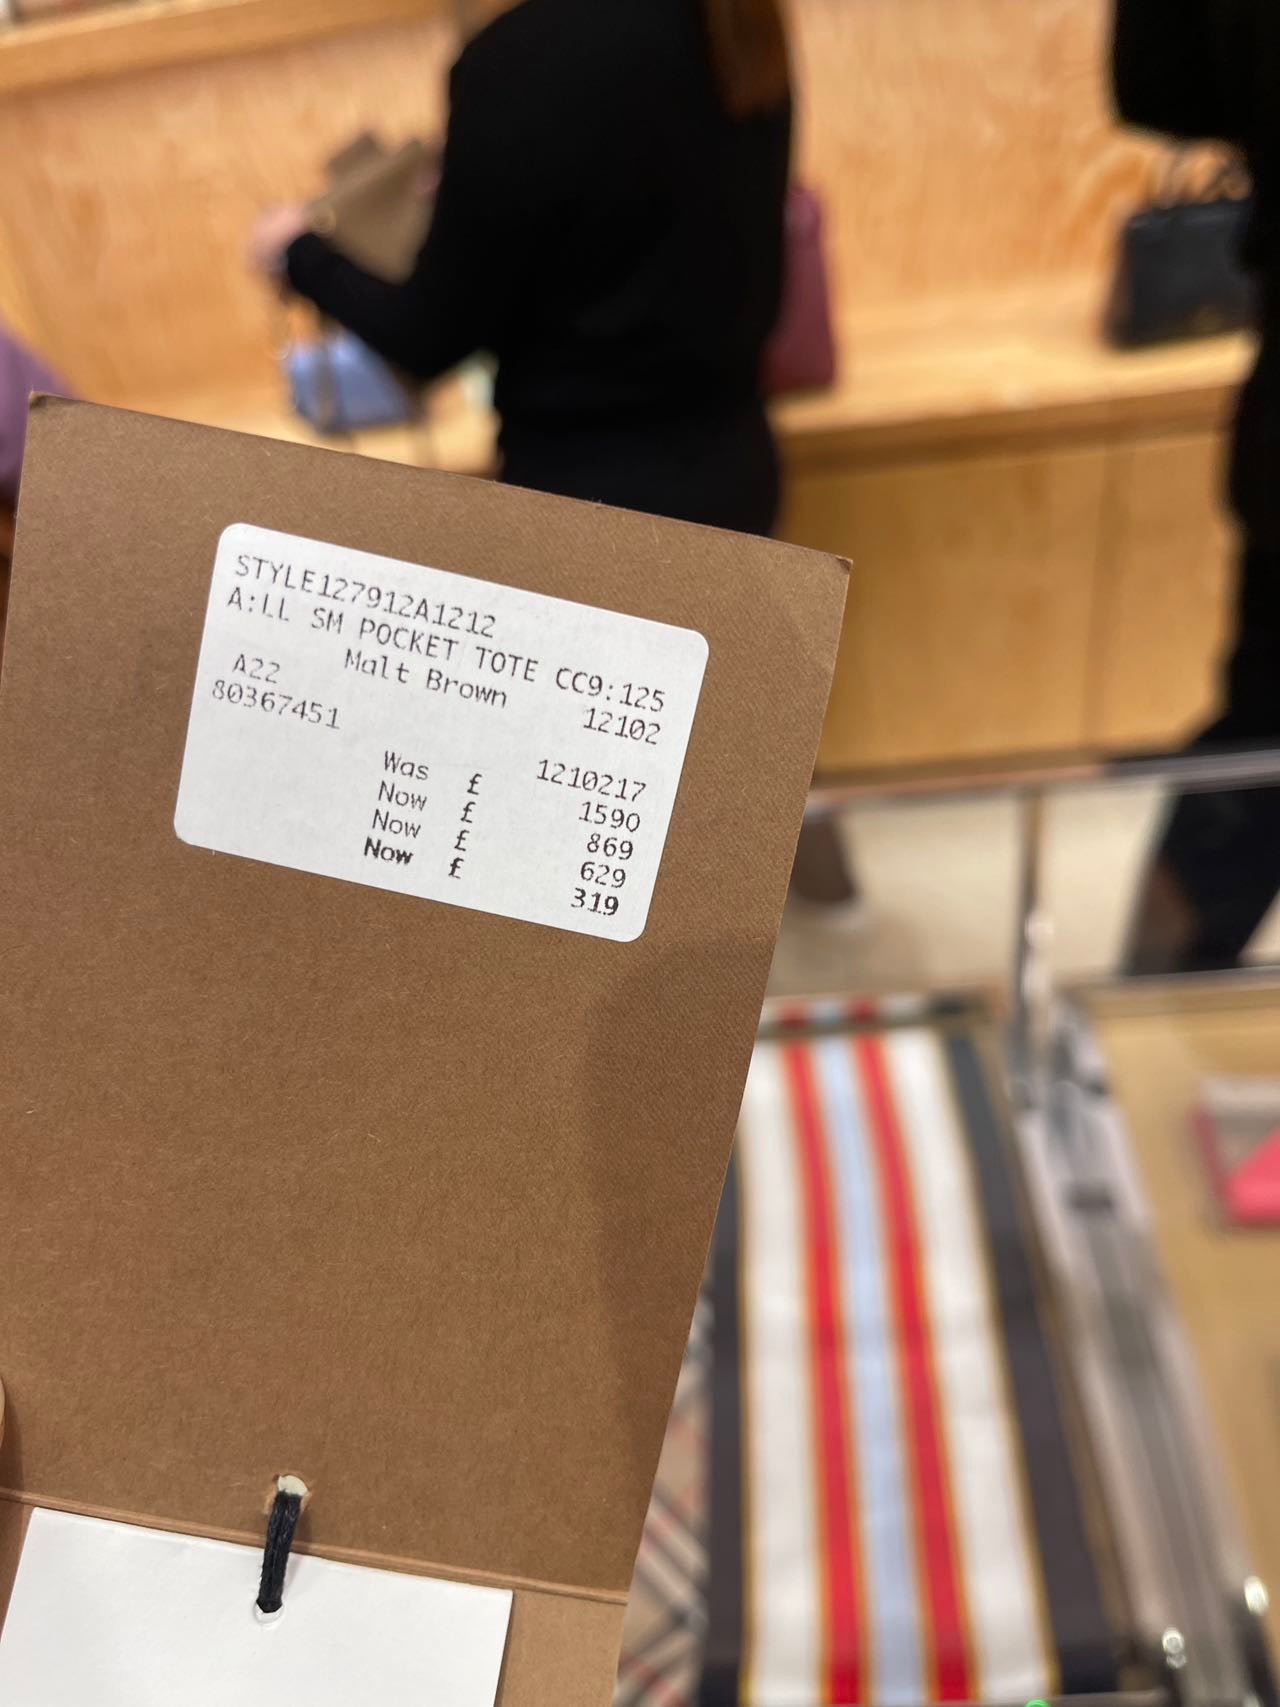 STYLE127912A1212
A:LL SM POCKET TOTE CC9:125
A22 Malt Brown 12102
80367451
1210217
Was £ 1590
Now £ 869
Now £ 629
Now £ 319